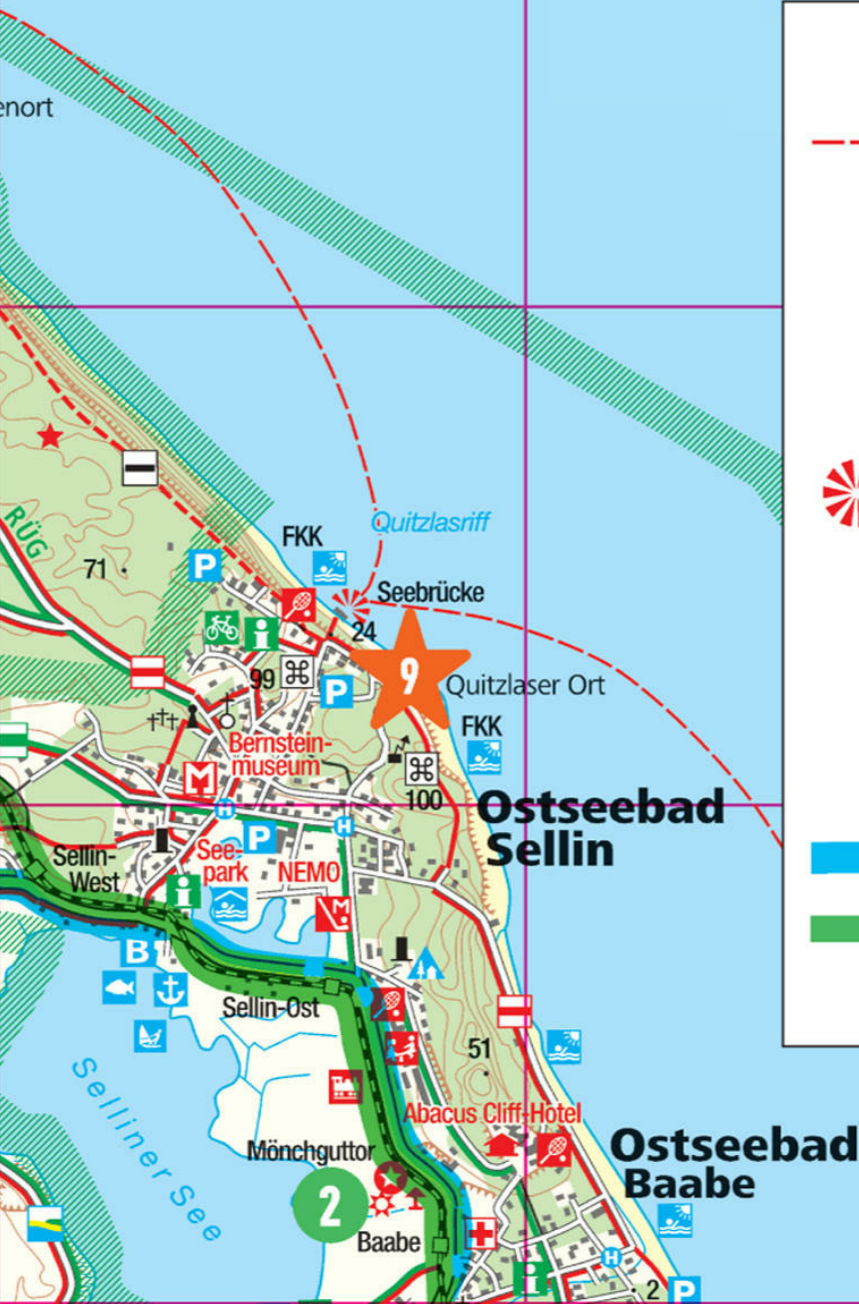 enort
Quitzlasriff
FKK
RÜG
71
P
Seebrücke
24
i
9
99
P
Quitzlaser Ort
FKK
Bernstein-
museum
M
100
Ostseebad
Sellin
H
H
P
Sellin-
West
See-
park
NEMO
i
M
B
Sellin-Ost
51
Selliner See
Abacus Cliff-Hotel
Ostseebad
Baabe
Mönchguttor
2
Baabe
H
i
2
P